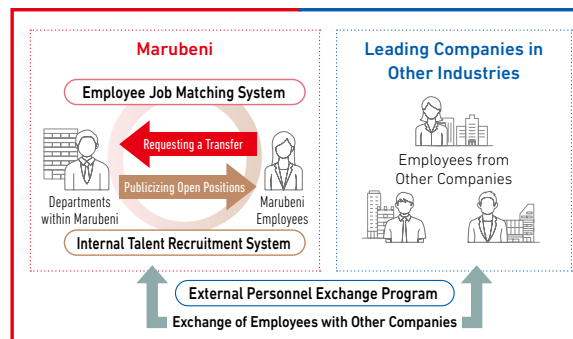 Marubeni
Employee Job Matching System
Requesting a Transfer
Publicizing Open Positions
Departments
within Marubeni
Marubeni
Employees
Internal Talent Recruitment System
Leading Companies in
Other Industries
Employees from
Other Companies
External Personnel Exchange Program
Exchange of Employees with Other Companies